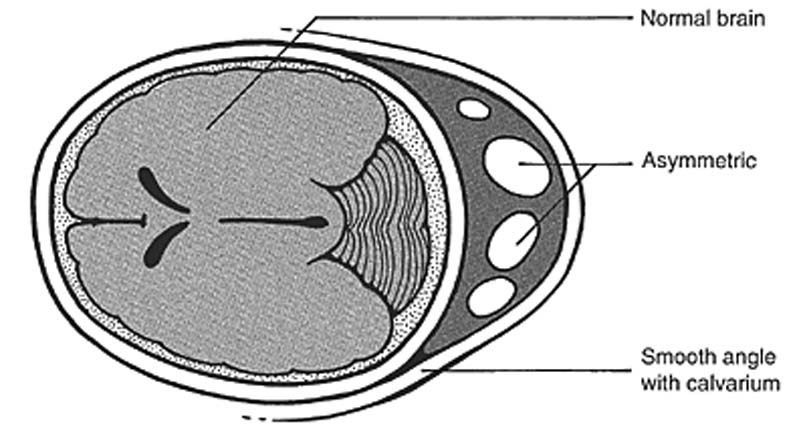 Normal brain
Asymmetric
Smooth angle
with calvarium